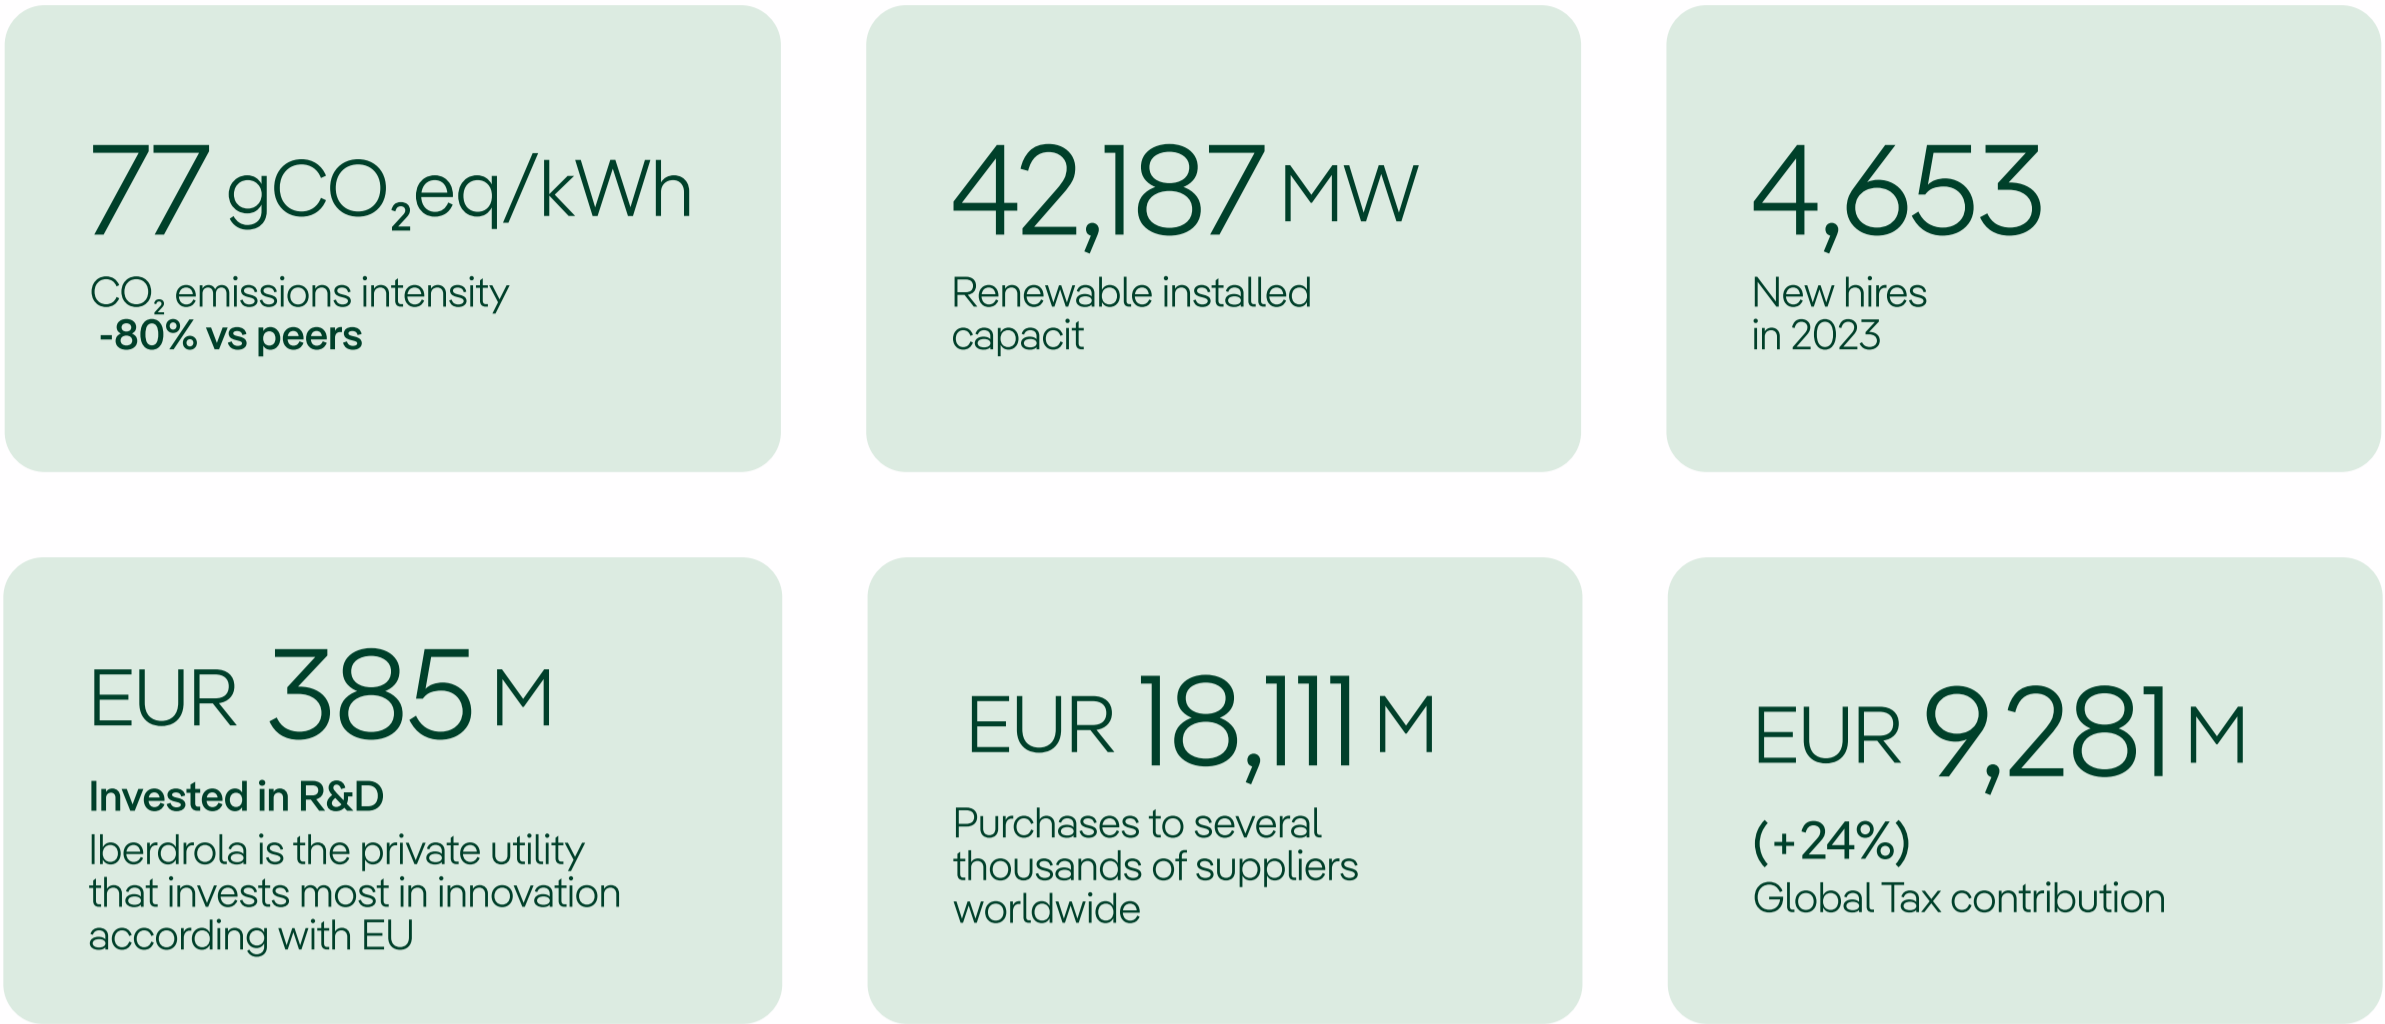 77 gCO₂eq/kWh
CO₂ emissions intensity
-80% vs peers
42,187 MW
Renewable installed
capacit
4,653
New hires
in 2023
EUR 385 M
Invested in R&D
Iberdrola is the private utility
that invests most in innovation
according with EU
EUR 18,111 M
Purchases to several
thousands of suppliers
worldwide
EUR 9,281 M
(+24%)
Global Tax contribution